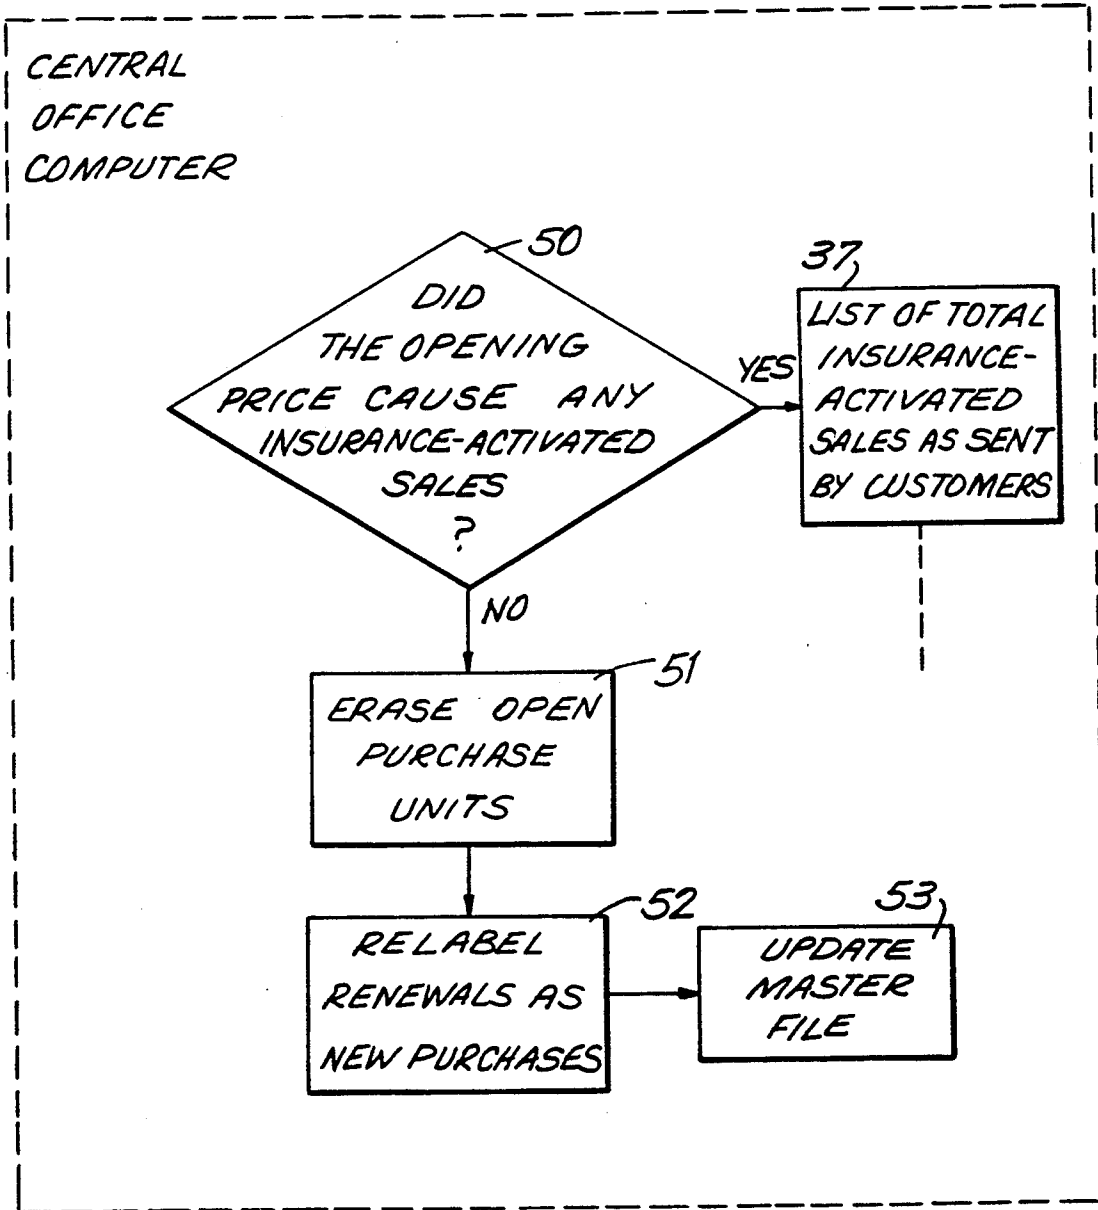 CENTRAL
OFFICE
COMPUTER
50
DID
THE OPENING
PRICE CAUSE ANY
INSURANCE-ACTIVATED
SALES
?
YES
37
LIST OF TOTAL
INSURANCE-
ACTIVATED
SALES AS SENT
BY CUSTOMERS
NO
51
ERASE OPEN
PURCHASE
UNITS
52
RELABEL
RENEWALS AS
NEW PURCHASES
53
UPDATE
MASTER
FILE